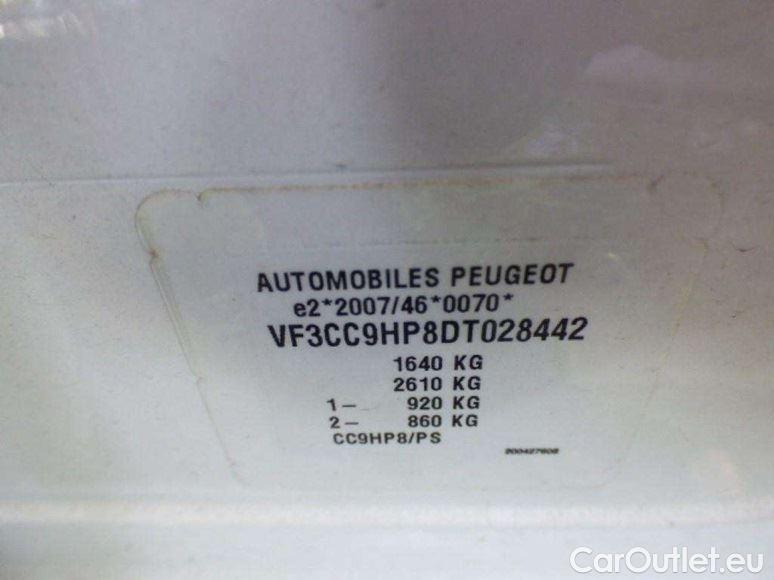 AUTOMOBILES PEUGEOT
e2*2007/46*0070*
VF3CC9HP8DT028442
1640 KG
2610 KG
1– 920 KG
2– 860 KG
CC9HP8/PS
200427602
CarOutlet.eu